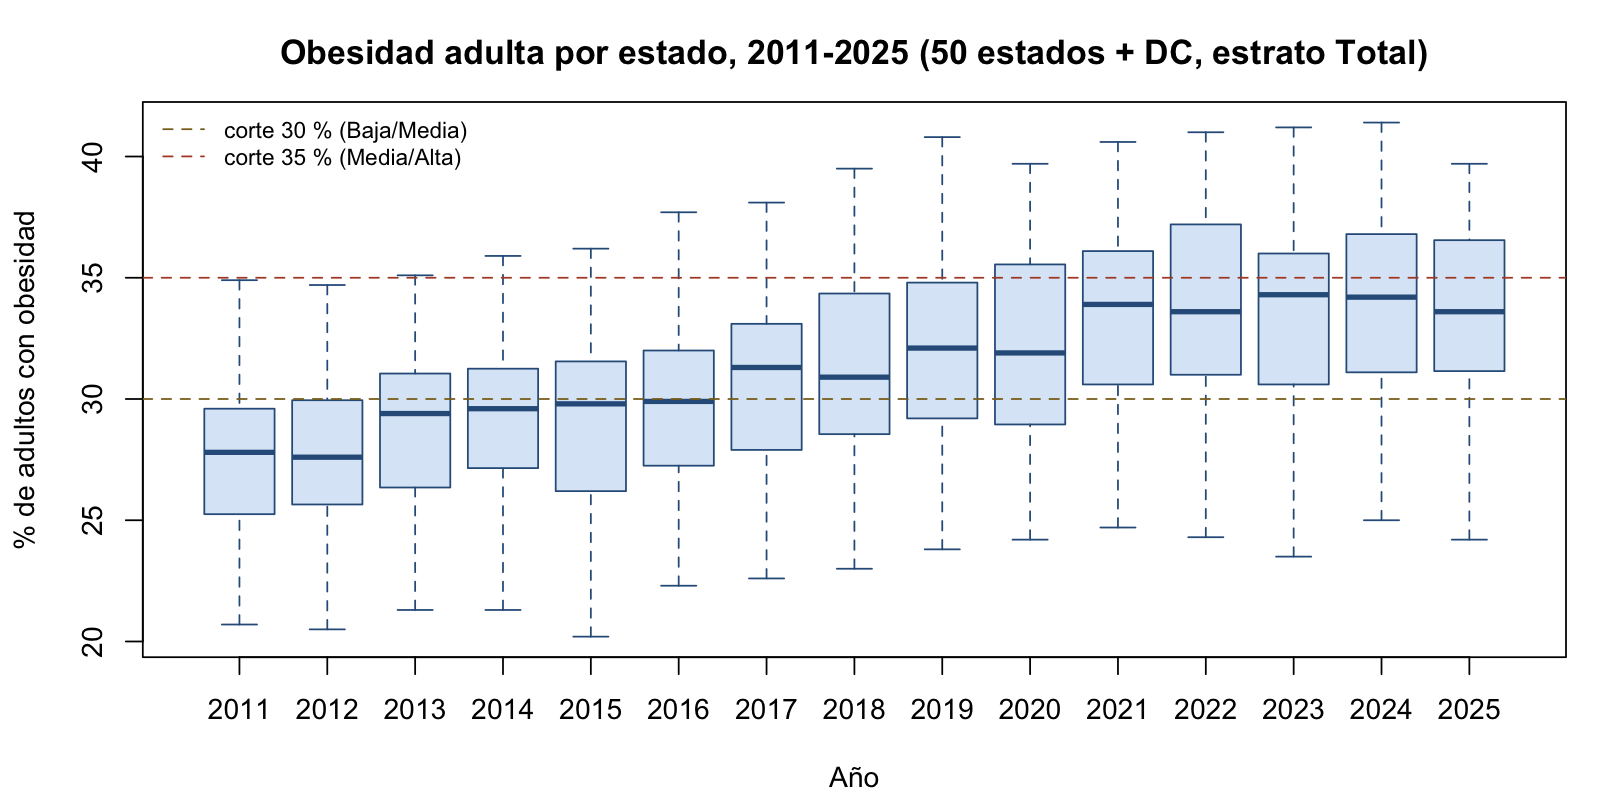 Obesidad adulta por estado, 2011-2025 (50 estados + DC, estrato Total)
corte 30 % (Baja/Media)
corte 35 % (Media/Alta)
% de adultos con obesidad
40
35
30
25
20
2011 2012 2013 2014 2015 2016 2017 2018 2019 2020 2021 2022 2023 2024 2025
Año